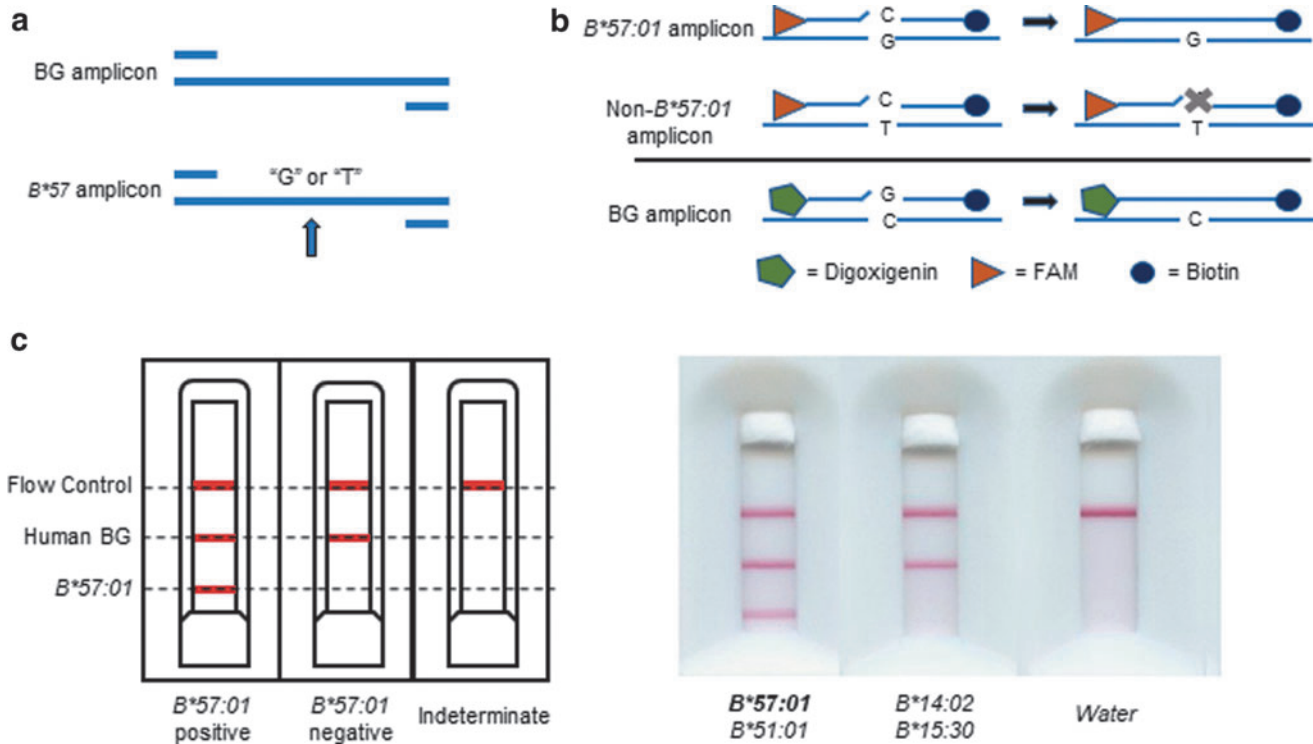 a
BG amplicon
B*57 amplicon
"G" or "T"
b
B*57:01 amplicon
C
G
G
Non-B*57:01
amplicon
C
T
T
BG amplicon
G
C
C
= Digoxigenin
= FAM
= Biotin
c
Flow Control
Human BG
B*57:01
B*57:01
positive
B*57:01
negative
Indeterminate
B*57:01
B*51:01
B*14:02
B*15:30
Water